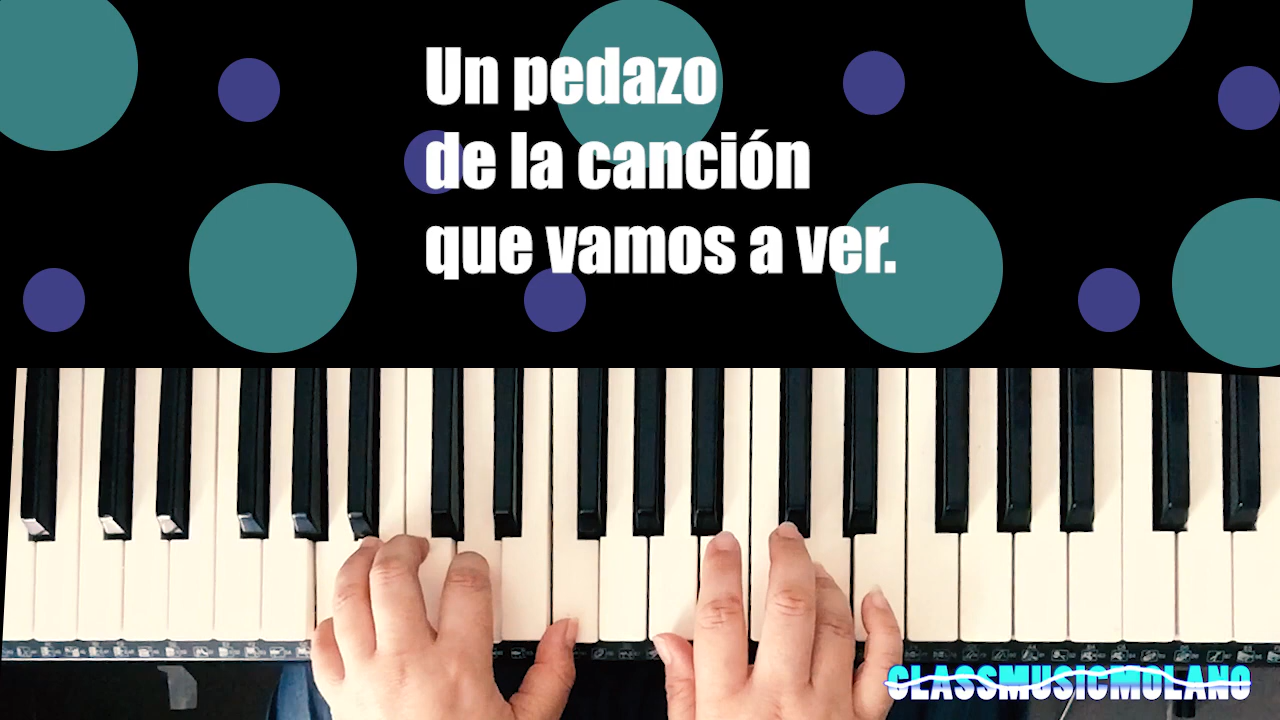 Un pedazo
de la canción
que vamos a ver.
CLASSMUSICMOLANO